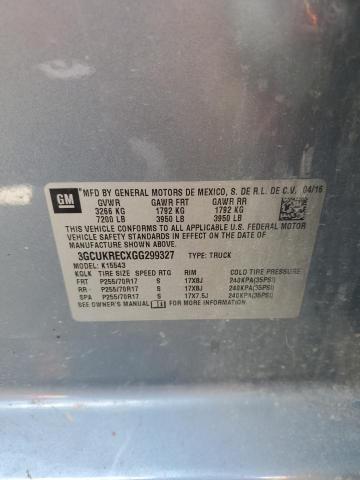 GM
MFD BY GENERAL MOTORS DE MEXICO, S. DE R.L. DE C.V. 04/16
GVWR GAWR FRT GAWR RR
3266 KG 1792 KG 1792 KG
7200 LB 3950 LB 3950 LB
THIS VEHICLE CONFORMS TO ALL APPLICABLE U.S. FEDERAL MOTOR
VEHICLE SAFETY STANDARDS IN EFFECT ON THE DATE OF
MANUFACTURE SHOWN ABOVE.
3GCUKRECXGG299327 TYPE: TRUCK
MODEL: K15543
TIRE SIZE SPEED RTG RIM COLD TIRE PRESSURE
FRT P255/70R17 S 17X8J 240KPA(35PSI)
RR P255/70R17 S 17X8J 240KPA(35PSI)
SPA P255/70R17 S 17X7.5J 240KPA(35PSI)
SEE OWNER'S MANUAL FOR MORE INFORMATION.